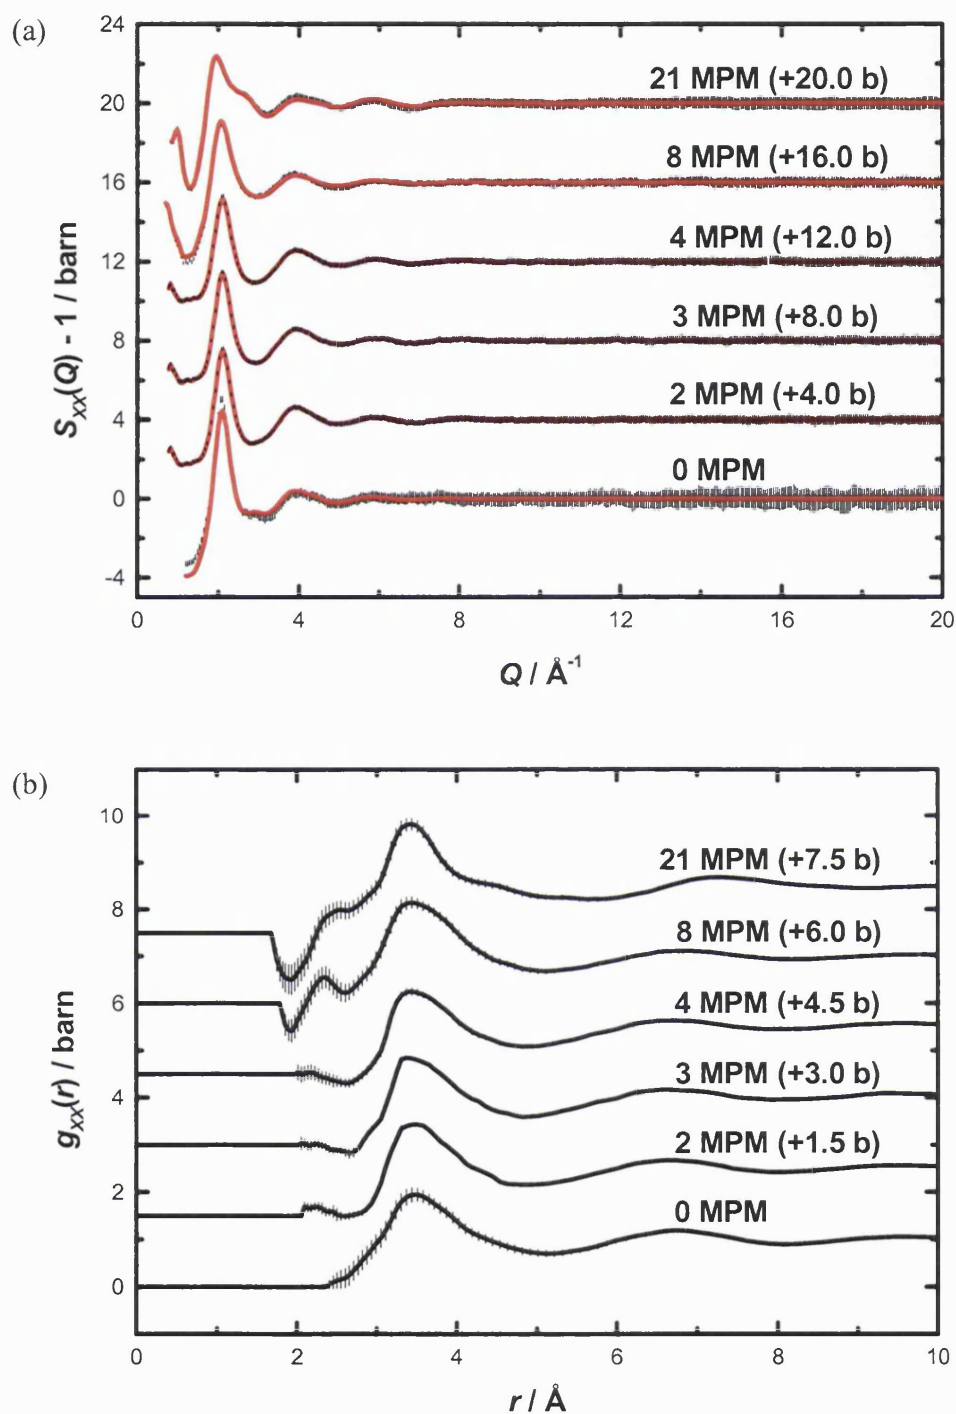 (a)
24
20
16
12
8
4
0
-4
S_XX(Q) - 1 / barn
21 MPM (+20.0 b)
8 MPM (+16.0 b)
4 MPM (+12.0 b)
3 MPM (+8.0 b)
2 MPM (+4.0 b)
0 MPM
0 4 8 12 16 20
Q / Å⁻¹
(b)
10
8
6
4
2
0
g_XX(r) / barn
21 MPM (+7.5 b)
8 MPM (+6.0 b)
4 MPM (+4.5 b)
3 MPM (+3.0 b)
2 MPM (+1.5 b)
0 MPM
0 2 4 6 8 10
r / Å